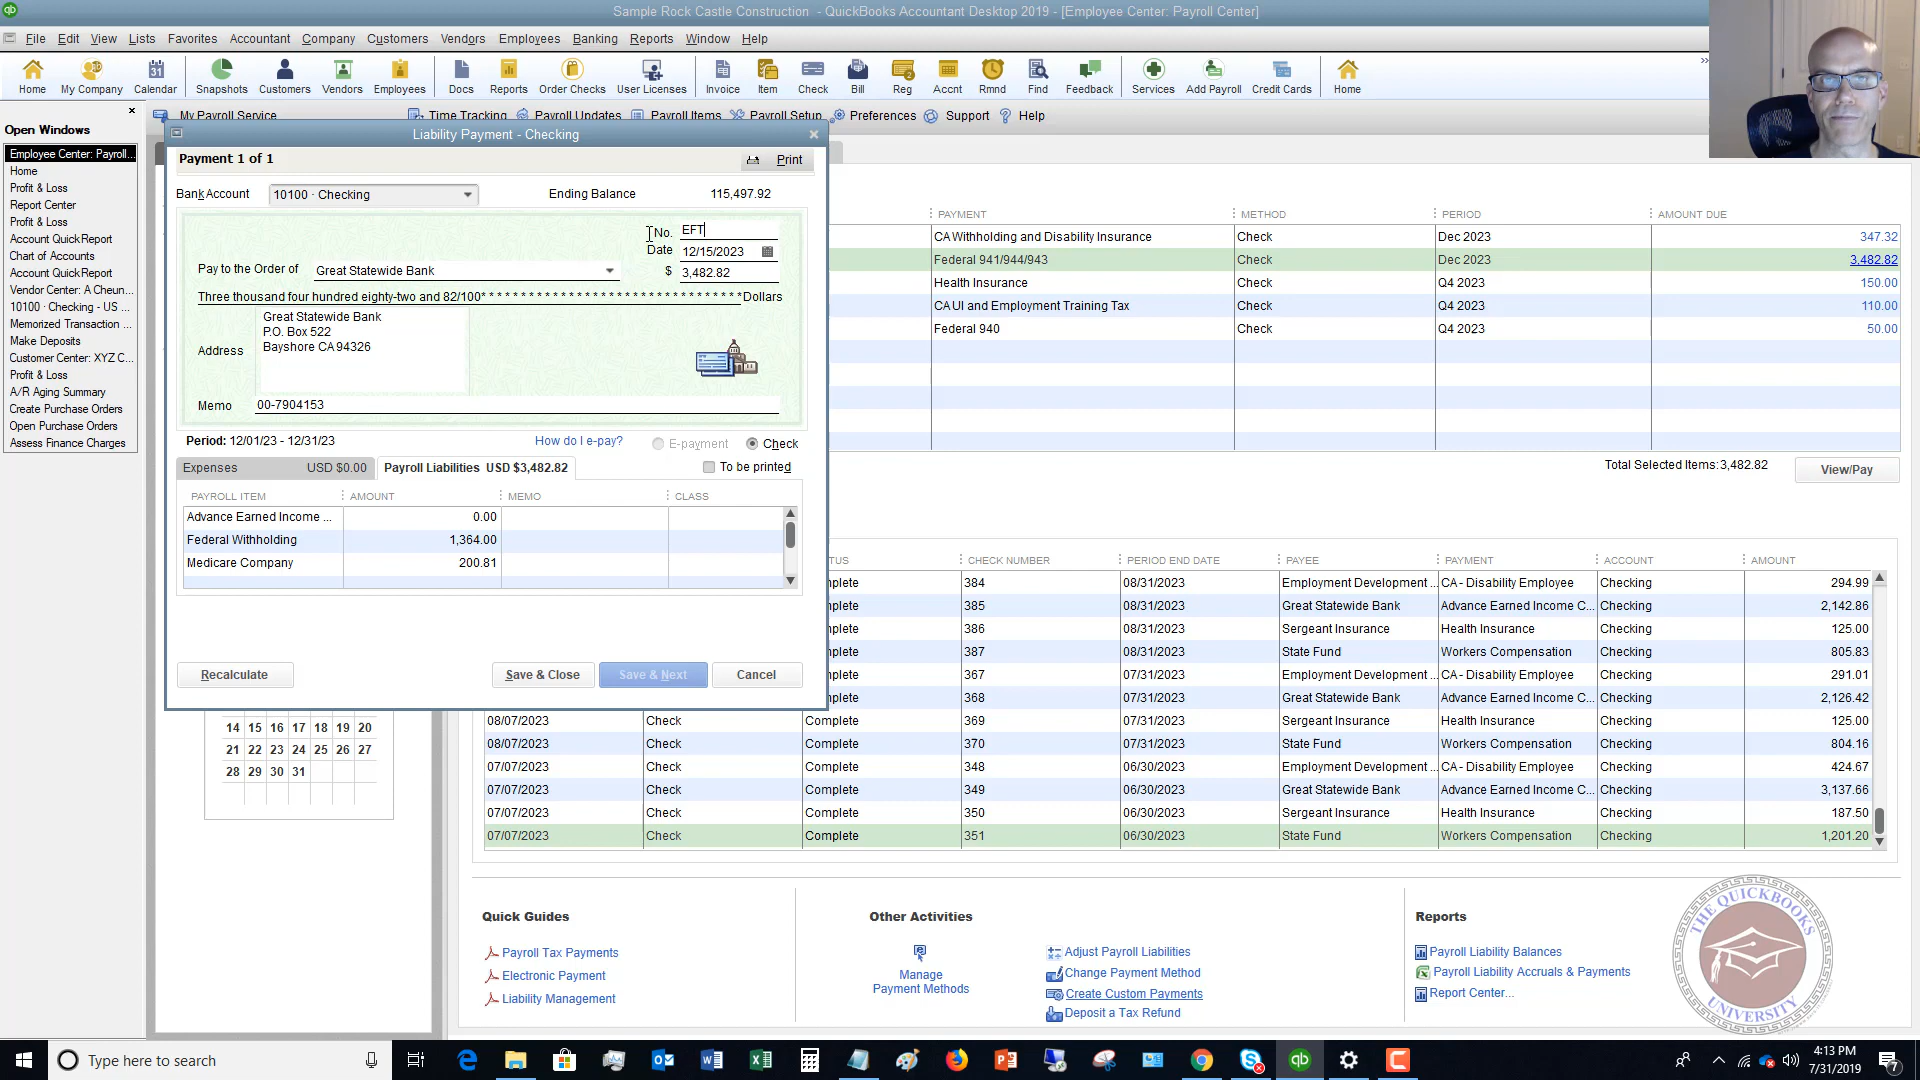 Sample Rock Castle Construction - QuickBooks Accountant Desktop 2019 - [Employee Center: Payroll Center]
File Edit View Lists Favorites Accountant Company Customers Vendors Employees Banking Reports Window Help
Home My Company Calendar Snapshots Customers Vendors Employees Docs Reports Order Checks User Licenses Invoice Item Check Bill Reg Accnt Rmnd Find Feedback Services Add Payroll Credit Cards Home
31
My Payroll Service Time Tracking Payroll Updates Payroll Items Payroll Setup Preferences Support Help
Open Windows
Employee Center: Payroll...
Home
Profit & Loss
Report Center
Profit & Loss
Account QuickReport
Chart of Accounts
Account QuickReport
Vendor Center: A Cheun...
10100 · Checking - US ...
Memorized Transaction ...
Make Deposits
Customer Center: XYZ C...
Profit & Loss
A/R Aging Summary
Create Purchase Orders
Open Purchase Orders
Assess Finance Charges
Liability Payment - Checking
Payment 1 of 1
Print
Bank Account 10100 · Checking Ending Balance 115,497.92
No. EFT
Date 12/15/2023
Pay to the Order of Great Statewide Bank $ 3,482.82
Three thousand four hundred eighty-two and 82/100* * * * * * * * * * * * * * * * * * * * * * * * * * * * * * * Dollars
Great Statewide Bank
P.O. Box 522
Address
Bayshore CA 94326
Memo 00-7904153
Period: 12/01/23 - 12/31/23 How do I e-pay? E-payment Check
Expenses USD $0.00 Payroll Liabilities USD $3,482.82 To be printed
PAYROLL ITEM AMOUNT MEMO CLASS
Advance Earned Income ... 0.00
Federal Withholding 1,364.00
Medicare Company 200.81
Recalculate Save & Close Save & Next Cancel
PAYMENT METHOD PERIOD AMOUNT DUE
CA Withholding and Disability Insurance Check Dec 2023 347.32
Federal 941/944/943 Check Dec 2023 3,482.82
Health Insurance Check Q4 2023 150.00
CA UI and Employment Training Tax Check Q4 2023 110.00
Federal 940 Check Q4 2023 50.00
Total Selected Items: 3,482.82 View/Pay
TUS CHECK NUMBER PERIOD END DATE PAYEE PAYMENT ACCOUNT AMOUNT
mplete 384 08/31/2023 Employment Development ... CA - Disability Employee Checking 294.99
mplete 385 08/31/2023 Great Statewide Bank Advance Earned Income C... Checking 2,142.86
mplete 386 08/31/2023 Sergeant Insurance Health Insurance Checking 125.00
mplete 387 08/31/2023 State Fund Workers Compensation Checking 805.83
mplete 367 07/31/2023 Employment Development ... CA - Disability Employee Checking 291.01
mplete 368 07/31/2023 Great Statewide Bank Advance Earned Income C... Checking 2,126.42
08/07/2023 Check Complete 369 07/31/2023 Sergeant Insurance Health Insurance Checking 125.00
08/07/2023 Check Complete 370 07/31/2023 State Fund Workers Compensation Checking 804.16
07/07/2023 Check Complete 348 06/30/2023 Employment Development ... CA - Disability Employee Checking 424.67
07/07/2023 Check Complete 349 06/30/2023 Great Statewide Bank Advance Earned Income C... Checking 3,137.66
07/07/2023 Check Complete 350 06/30/2023 Sergeant Insurance Health Insurance Checking 187.50
07/07/2023 Check Complete 351 06/30/2023 State Fund Workers Compensation Checking 1,201.20
14 15 16 17 18 19 20
21 22 23 24 25 26 27
28 29 30 31
Quick Guides
Payroll Tax Payments
Electronic Payment
Liability Management
Other Activities
Manage
Payment Methods
Adjust Payroll Liabilities
Change Payment Method
Create Custom Payments
Deposit a Tax Refund
Reports
Payroll Liability Balances
Payroll Liability Accruals & Payments
Report Center...
THE QUICKBOOKS
UNIVERSITY
Type here to search
4:13 PM
7/31/2019
7